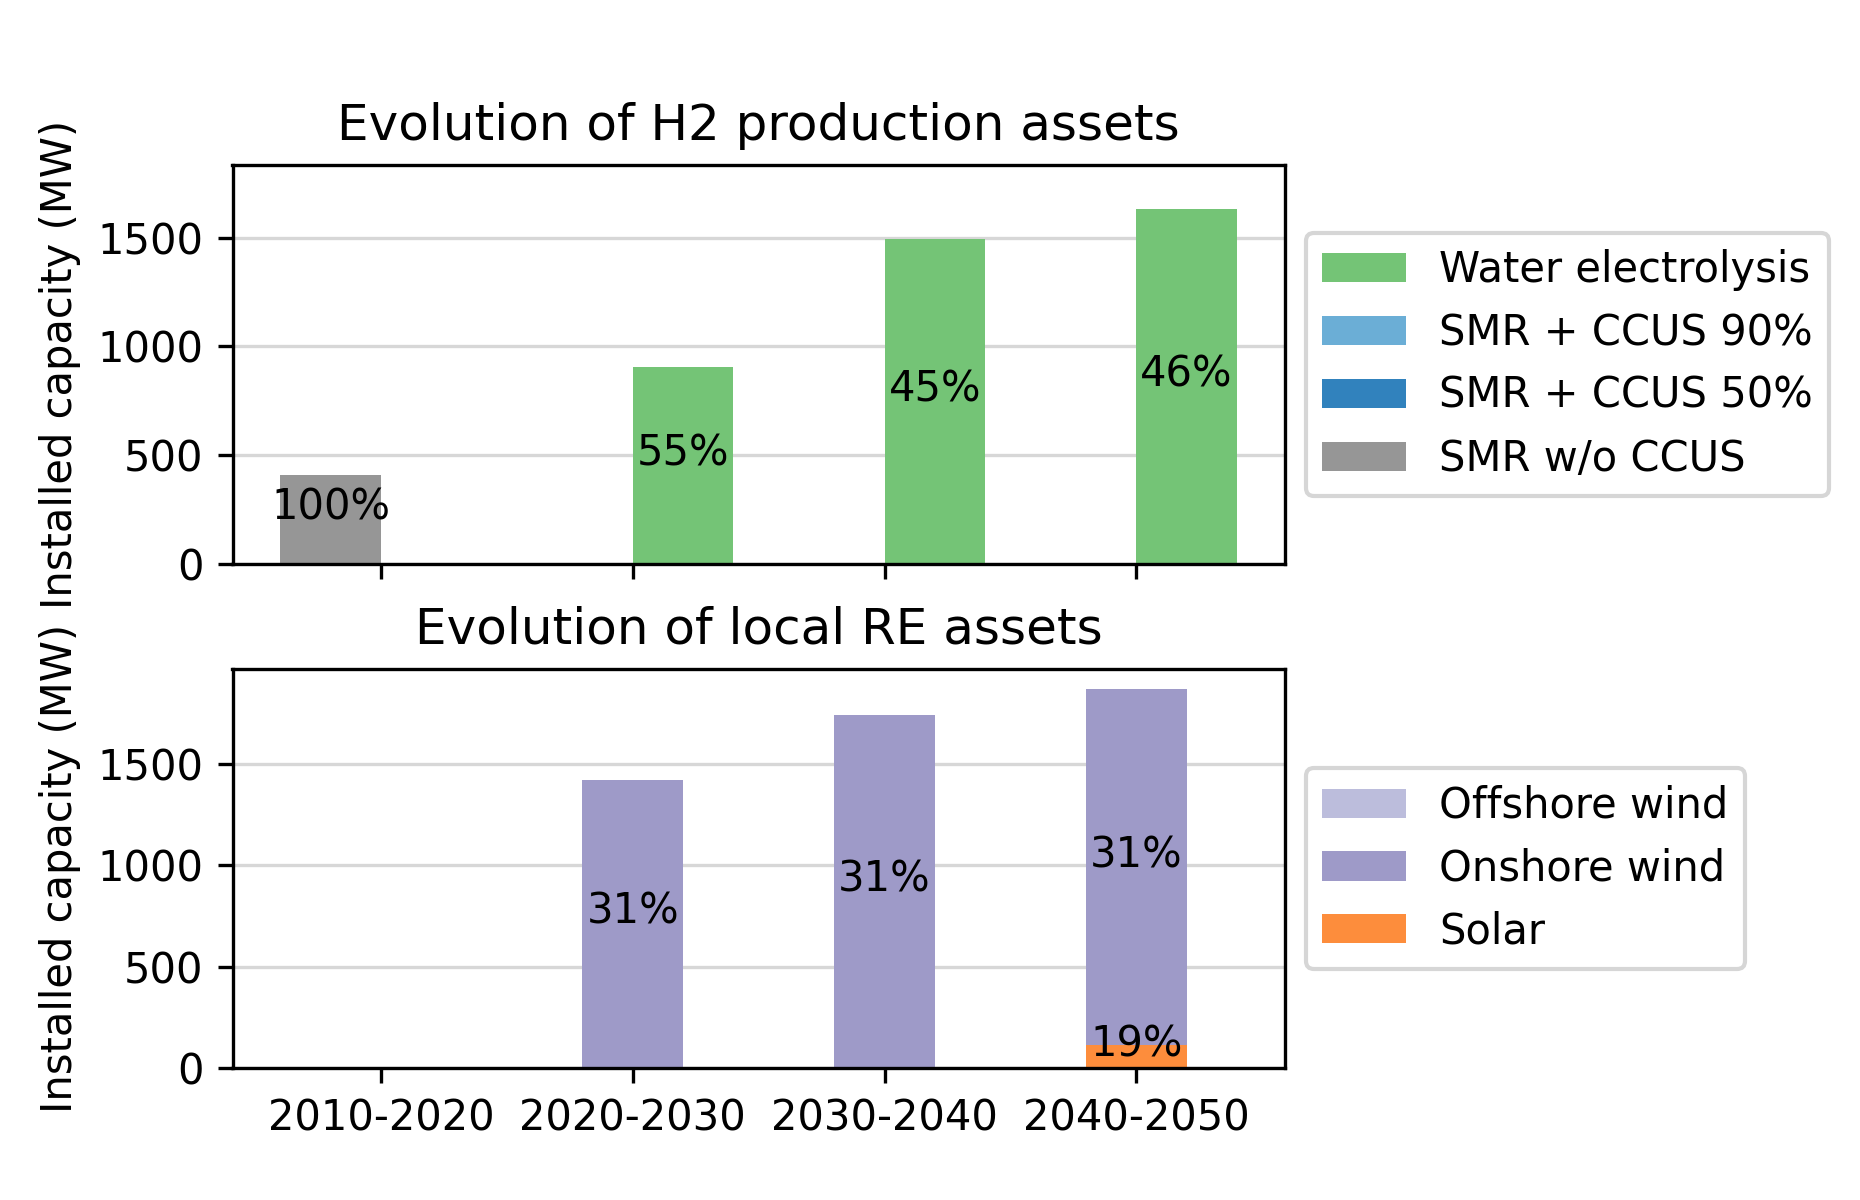 Evolution of H2 production assets
Installed capacity (MW)
1500
1000
500
0
100%
55%
45%
46%
Water electrolysis
SMR + CCUS 90%
SMR + CCUS 50%
SMR w/o CCUS
Evolution of local RE assets
Installed capacity (MW)
1500
1000
500
0
31%
31%
31%
19%
Offshore wind
Onshore wind
Solar
2010-2020 2020-2030 2030-2040 2040-2050